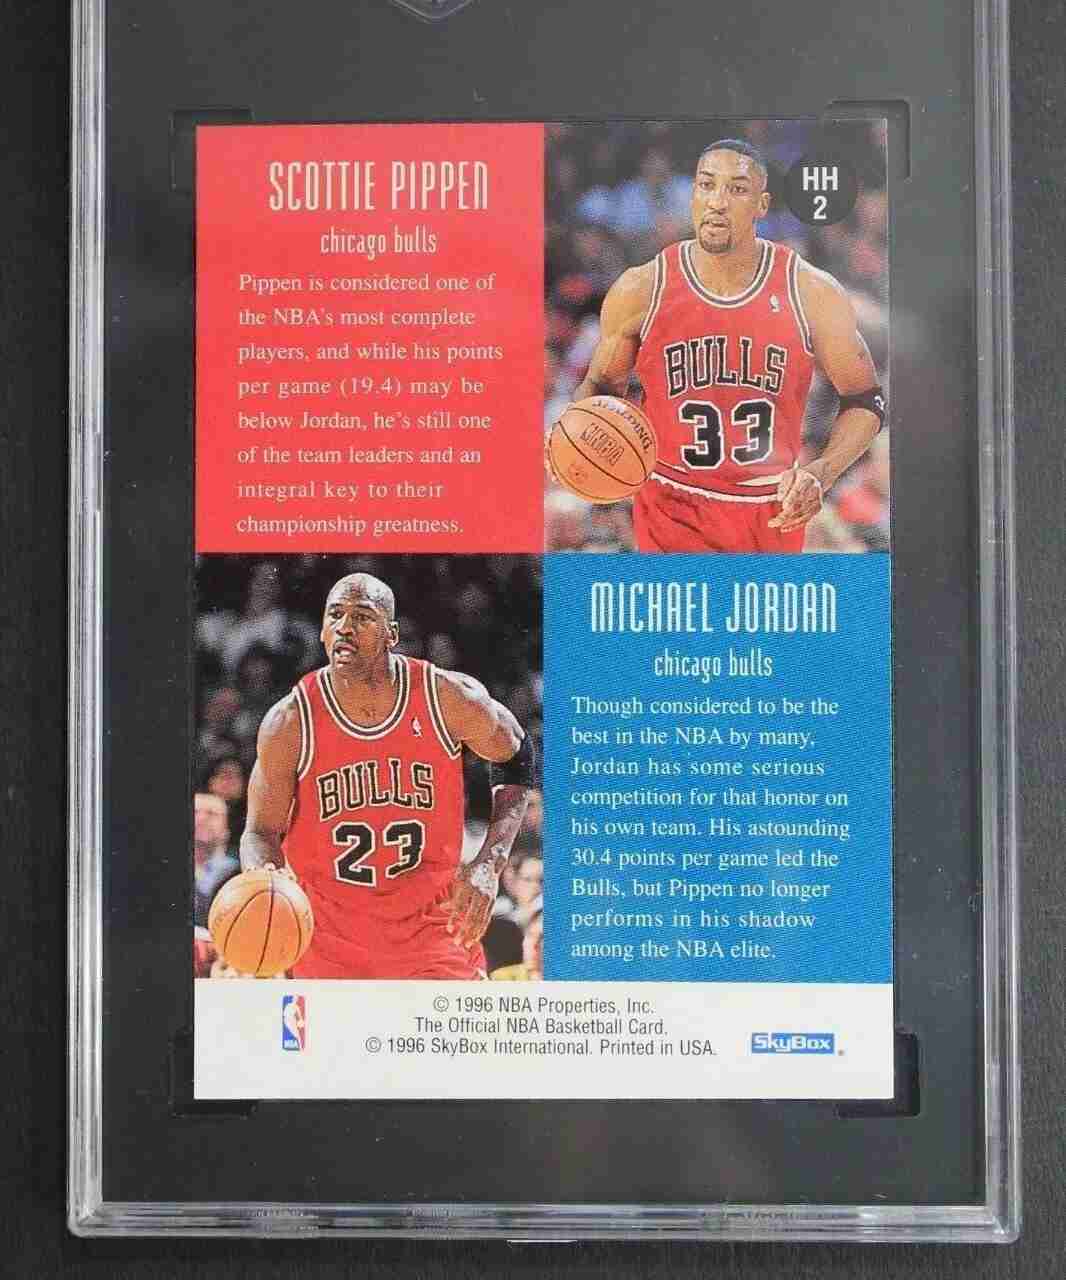 SCOTTIE PIPPEN
chicago bulls
Pippen is considered one of
the NBA's most complete
players, and while his points
per game (19.4) may be
below Jordan, he's still one
of the team leaders and an
integral key to their
championship greatness.
HH
2
BULLS
33
SPALDING
NBA
BULLS
23
MICHAEL JORDAN
chicago bulls
Though considered to be the
best in the NBA by many,
Jordan has some serious
competition for that honor on
his own team. His astounding
30.4 points per game led the
Bulls, but Pippen no longer
performs in his shadow
among the NBA elite.
NBA
© 1996 NBA Properties, Inc.
The Official NBA Basketball Card.
© 1996 SkyBox International. Printed in USA.
SkyBox